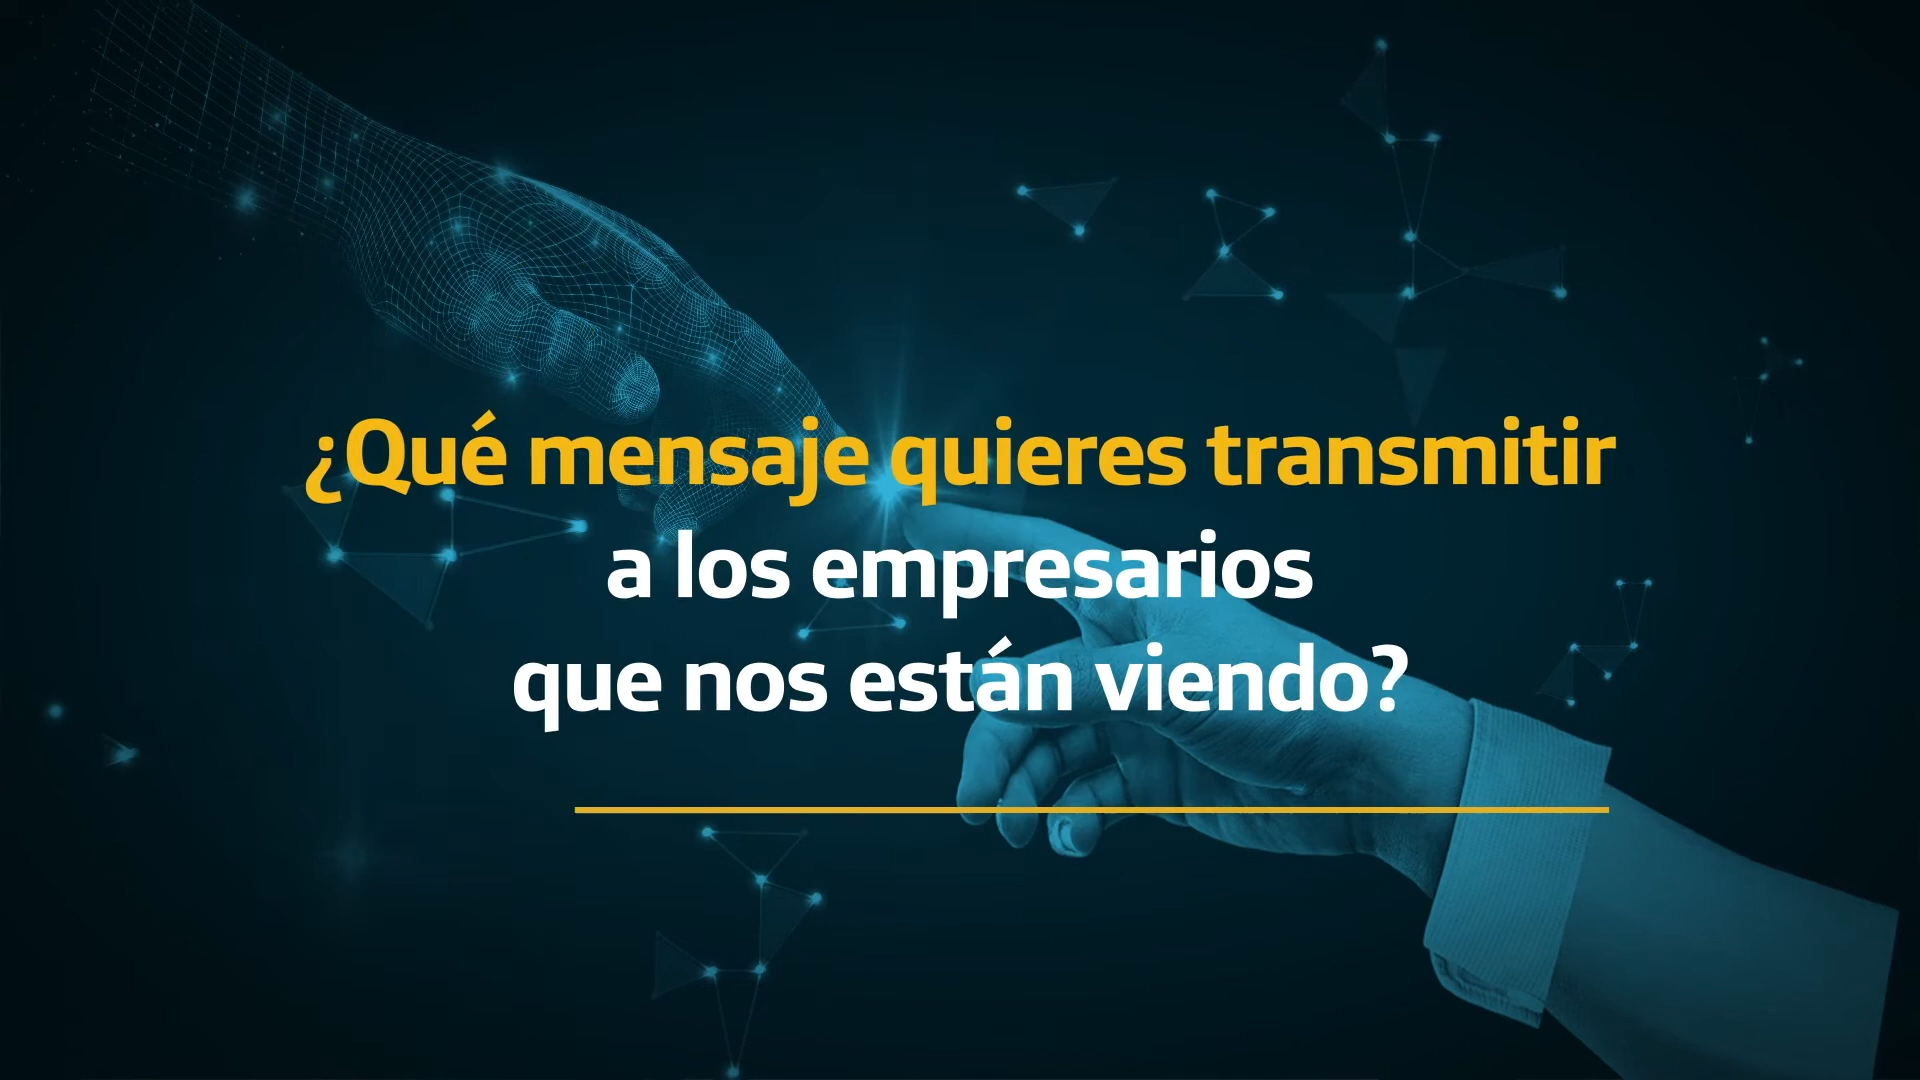 ¿Qué mensaje quieres transmitir
a los empresarios
que nos están viendo?